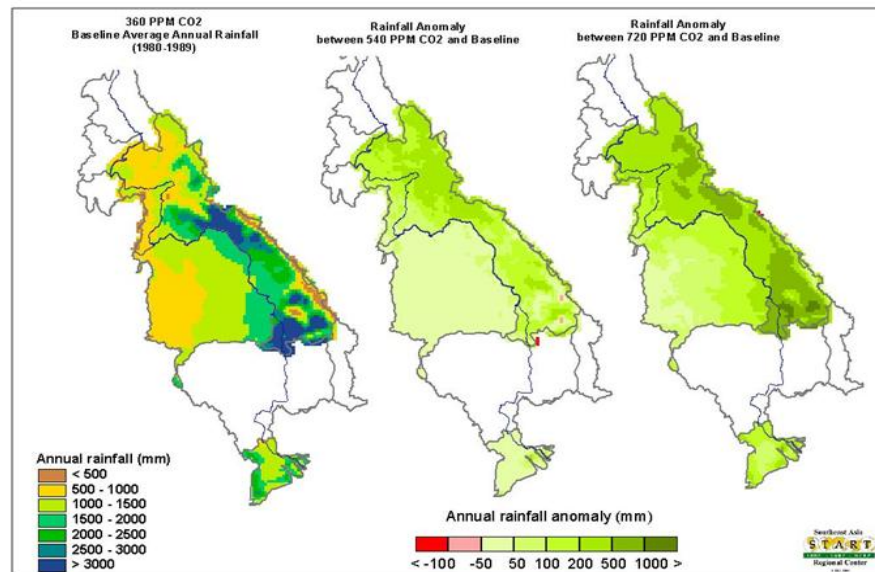 360 PPM CO2
Baseline Average Annual Rainfall
(1980-1989)
Rainfall Anomaly
between 540 PPM CO2 and Baseline
Rainfall Anomaly
between 720 PPM CO2 and Baseline
Annual rainfall (mm)
< 500
500 - 1000
1000 - 1500
1500 - 2000
2000 - 2500
2500 - 3000
> 3000
Annual rainfall anomaly (mm)
< -100 -50 50 100 200 500 1000 >
Southeast Asia
START
Regional Center